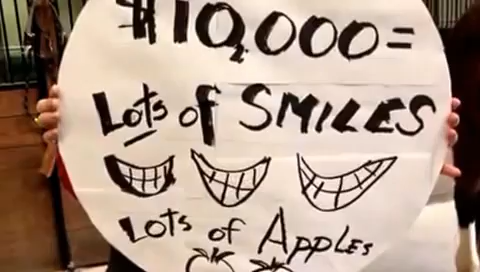 $10,000=
Lots of SMILES
Lots of Apples